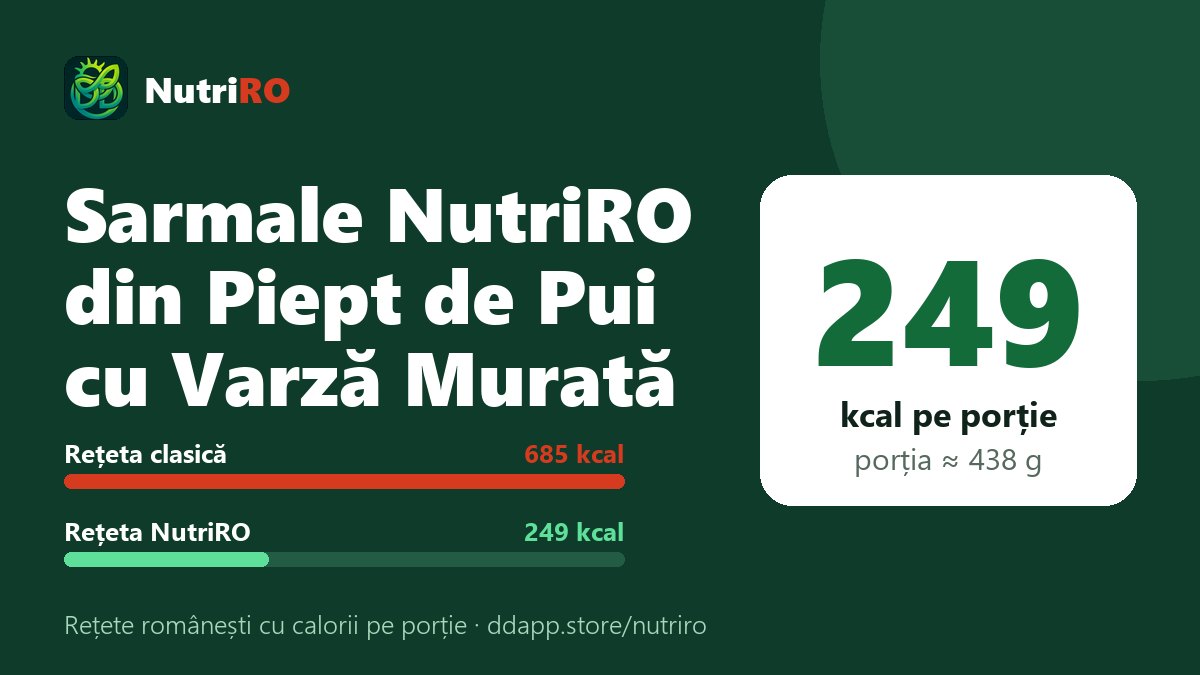 NutriRO
Sarmale NutriRO
din Piept de Pui
cu Varză Murată
Rețeta clasică 685 kcal
Rețeta NutriRO 249 kcal
249
kcal pe porție
porția ≈ 438 g
Rețete românești cu calorii pe porție · ddapp.store/nutriro